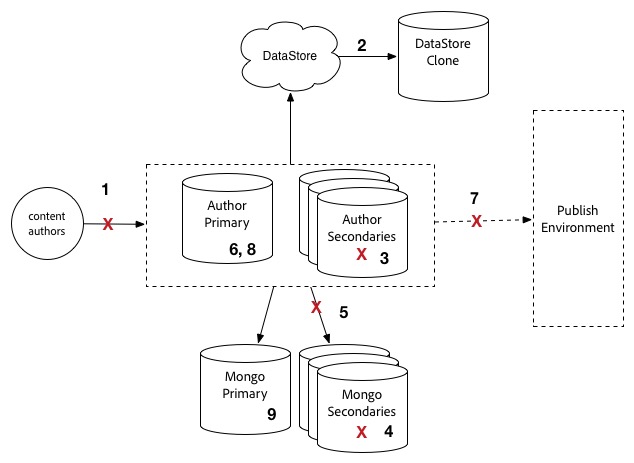 DataStore
2
DataStore
Clone
1
content
authors
X
Author
Primary
6, 8
Author
Secondaries
X 3
7
X
Publish
Environment
X 5
Mongo
Primary
9
Mongo
Secondaries
X 4